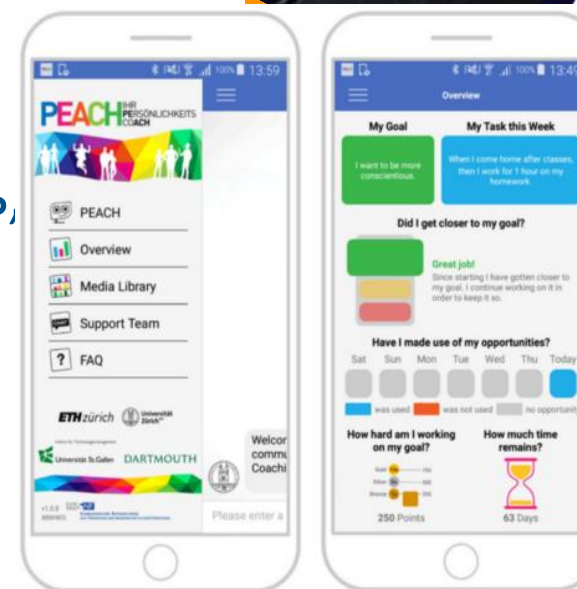 100% 13:59
PEACH IHR
PERSÖNLICHKEITS
COACH
PEACH
Overview
Media Library
Support Team
? FAQ
ETH zürich Universität
Zürich
Universität St.Gallen DARTMOUTH
Welcor
commu
Coachi
Please enter a
100% 13:49
Overview
My Goal
My Task this Week
I want to be more
conscientious.
When I come home after classes,
then I work for 1 hour on my
homework.
Did I get closer to my goal?
Great job!
Since starting I have gotten closer to
my goal. I continue working on it in
order to keep it so.
Have I made use of my opportunities?
Sat Sun Mon Tue Wed Thu Today
was used was not used no opportunit
How hard am I working
on my goal?
250 Points
How much time
remains?
63 Days